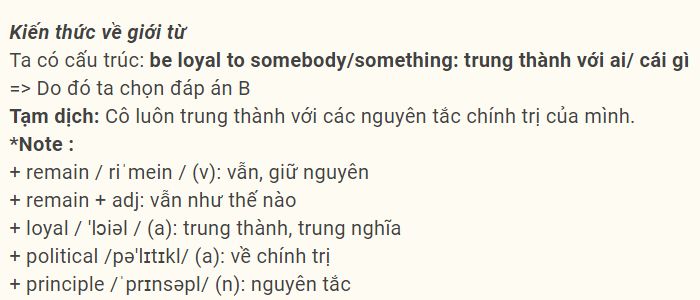 Kiến thức về giới từ
Ta có cấu trúc: be loyal to somebody/something: trung thành với ai/ cái gì
=> Do đó ta chọn đáp án B
Tạm dịch: Cô luôn trung thành với các nguyên tắc chính trị của mình.
*Note :
+ remain / riˈmein / (v): vẫn, giữ nguyên
+ remain + adj: vẫn như thế nào
+ loyal / 'lɔiəl / (a): trung thành, trung nghĩa
+ political /pə'lɪtɪkl/ (a): về chính trị
+ principle /ˈprɪnsəpl/ (n): nguyên tắc